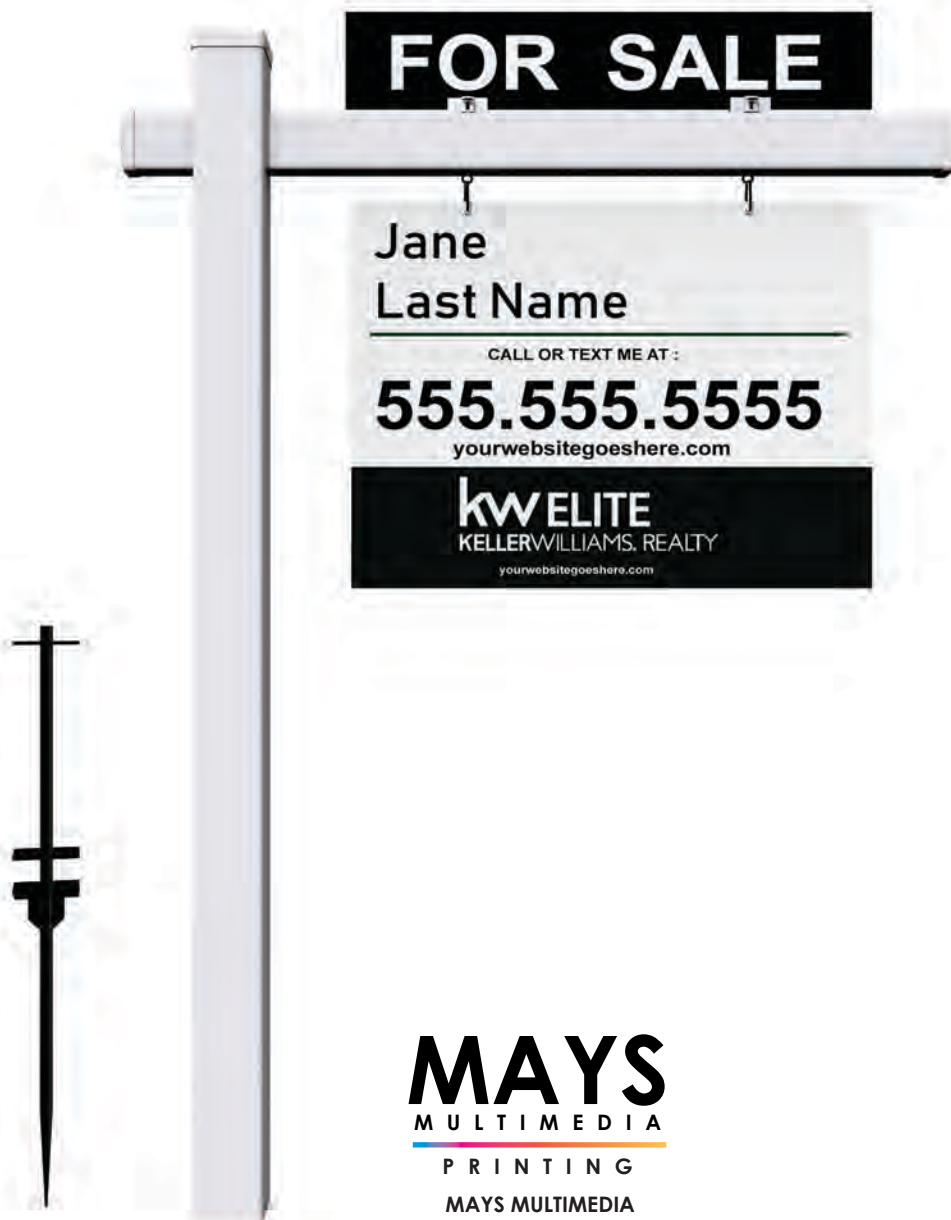 FOR SALE
Jane
Last Name
CALL OR TEXT ME AT :
555.555.5555
yourwebsitegoeshere.com
kw ELITE
KELLERWILLIAMS. REALTY
yourwebsitegoeshere.com
MAYS
MULTIMEDIA
PRINTING
MAYS MULTIMEDIA